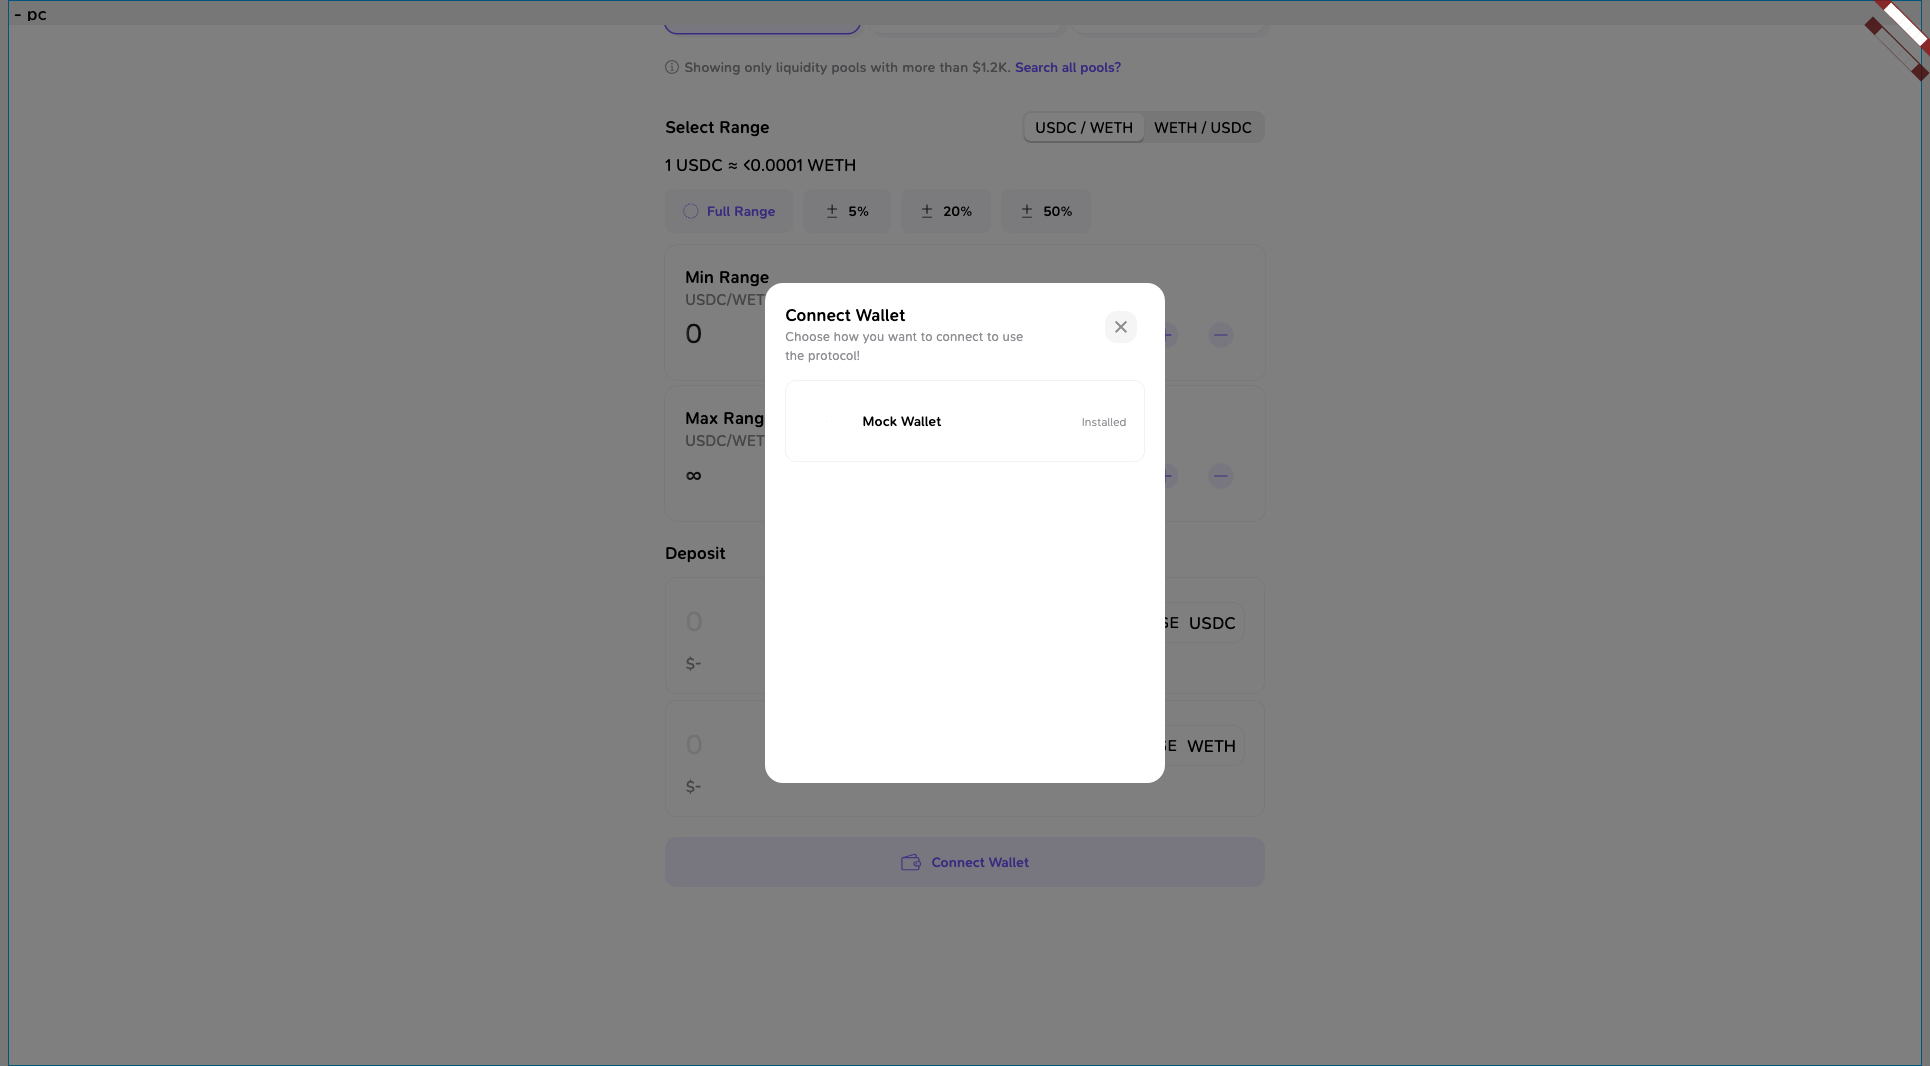 - pc
Showing only liquidity pools with more than $1.2K. Search all pools?
Select Range
USDC / WETH WETH / USDC
1 USDC ≈ <0.0001 WETH
Full Range
± 5%
± 20%
± 50%
Min Range
USDC/WET
0
Max Rang
USDC/WET
∞
Connect Wallet
Choose how you want to connect to use
the protocol!
Mock Wallet
Installed
Deposit
0
$-
GE USDC
0
$-
GE WETH
Connect Wallet